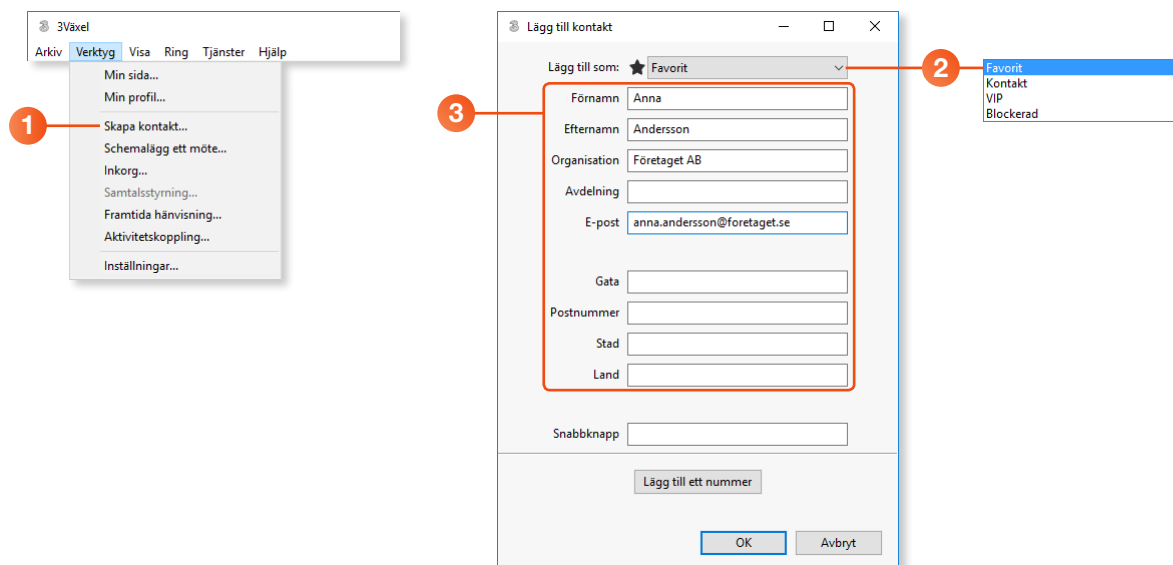 3Växel
Arkiv Verktyg Visa Ring Tjänster Hjälp
Min sida...
Min profil...
1
Skapa kontakt...
Schemalägg ett möte...
Inkorg...
Samtalsstyrning...
Framtida hänvisning...
Aktivitetskoppling...
Inställningar...
Lägg till kontakt
Lägg till som: Favorit
2
Favorit
Kontakt
VIP
Blockerad
3
Förnamn Anna
Efternamn Andersson
Organisation Företaget AB
Avdelning
E-post anna.andersson@foretaget.se
Gata
Postnummer
Stad
Land
Snabbknapp
Lägg till ett nummer
OK Avbryt